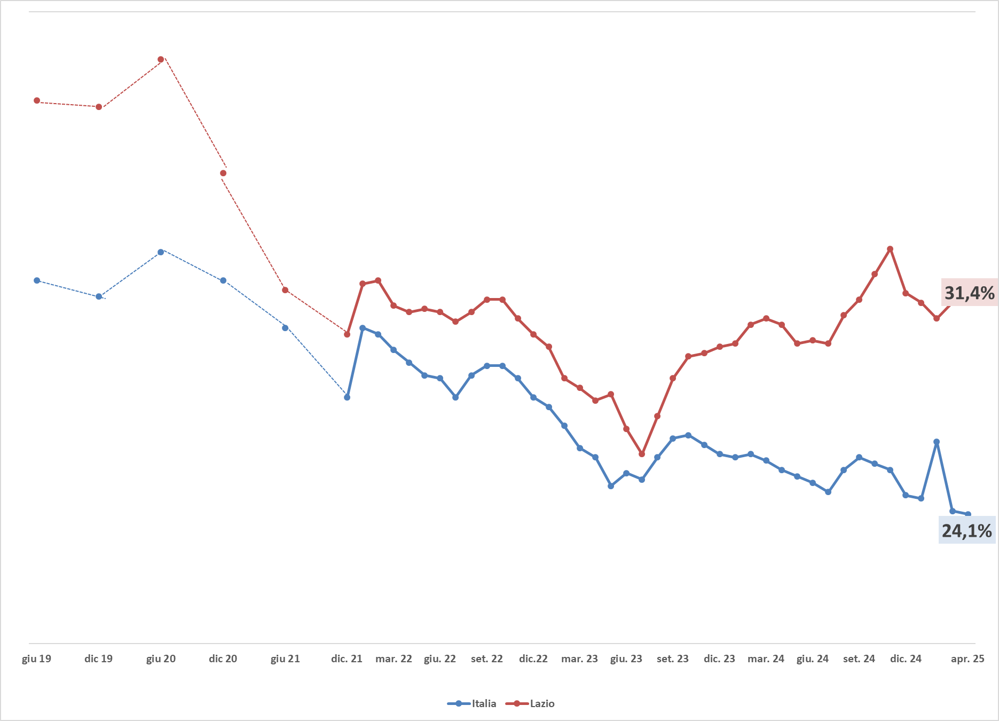 31,4%
24,1%
giu 19 dic 19 giu 20 dic 20 giu 21 dic. 21 mar. 22 giu. 22 set. 22 dic.22 mar. 23 giu. 23 set. 23 dic. 23 mar. 24 giu. 24 set. 24 dic. 24 apr. 25
Italia Lazio